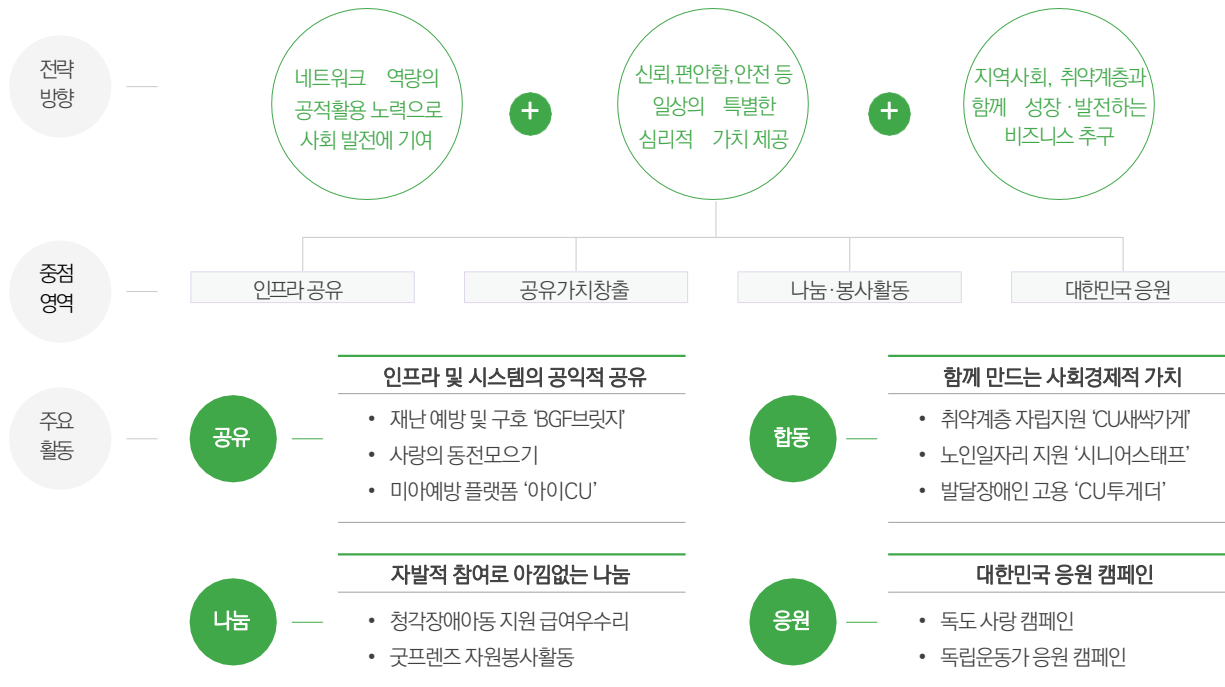 전략
방향
네트워크 역량의
공적활용 노력으로
사회 발전에 기여
+
신뢰,편안함,안전 등
일상의 특별한
심리적 가치 제공
+
지역사회, 취약계층과
함께 성장·발전하는
비즈니스 추구
중점
영역
인프라 공유
공유가치창출
나눔·봉사활동
대한민국 응원
주요
활동
공유
인프라 및 시스템의 공익적 공유
• 재난 예방 및 구호 ‘BGF브릿지’
• 사랑의 동전모으기
• 미아예방 플랫폼 ‘아이CU’
합동
함께 만드는 사회경제적 가치
• 취약계층 자립지원 ‘CU새싹가게’
• 노인일자리 지원 ‘시니어스태프’
• 발달장애인 고용 ‘CU투게더’
나눔
자발적 참여로 아낌없는 나눔
• 청각장애아동 지원 급여우수리
• 굿프렌즈 자원봉사활동
응원
대한민국 응원 캠페인
• 독도 사랑 캠페인
• 독립운동가 응원 캠페인